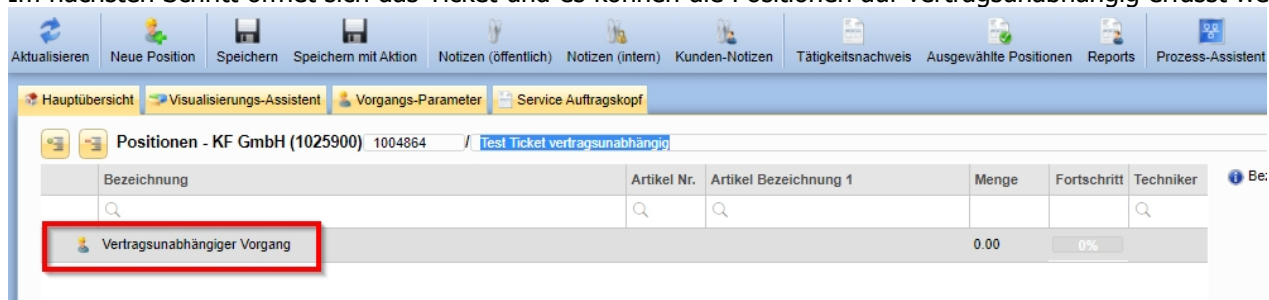 Im nächsten Schritt öffnet sich das Ticket und es können die Positionen auf vertragsunabhängig erfasst we
Aktualisieren Neue Position Speichern Speichern mit Aktion Notizen (öffentlich) Notizen (intern) Kunden-Notizen Tätigkeitsnachweis Ausgewählte Positionen Reports Prozess-Assistent
Hauptübersicht Visualisierungs-Assistent Vorgangs-Parameter Service Auftragskopf
Positionen - KF GmbH (1025900) 1004864 / Test Ticket vertragsunabhängig
Bezeichnung Artikel Nr. Artikel Bezeichnung 1 Menge Fortschritt Techniker Bez
Vertragsunabhängiger Vorgang 0.00 0%